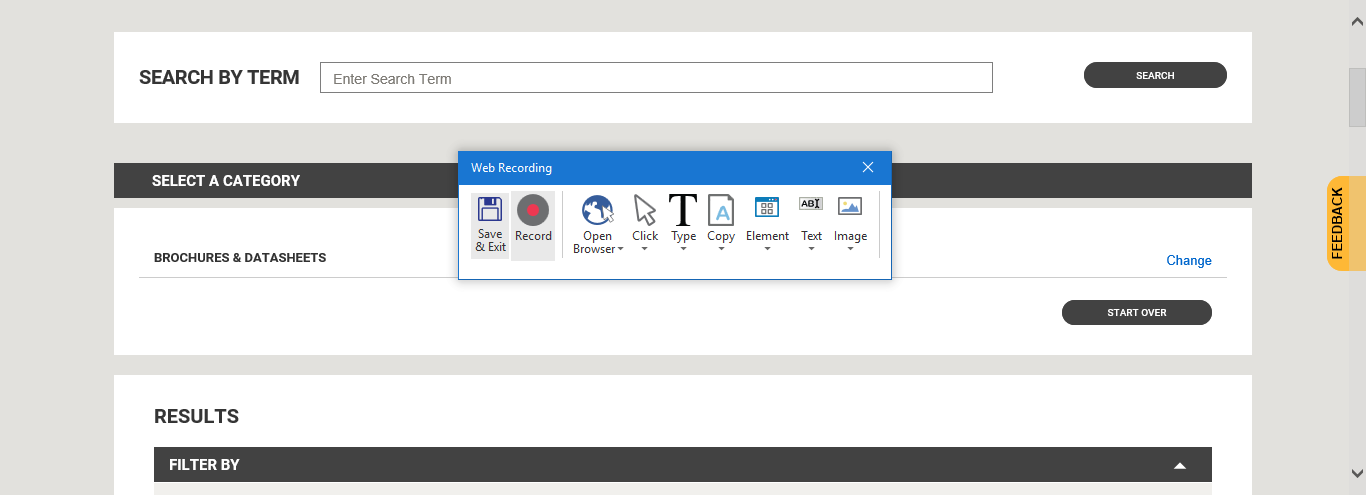 SEARCH BY TERM
Enter Search Term
SEARCH
Web Recording
SELECT A CATEGORY
Save
& Exit
Record
Open
Browser
Click
Type
Copy
Element
ABI
Text
Image
T
A
FEEDBACK
BROCHURES & DATASHEETS
Change
START OVER
RESULTS
FILTER BY